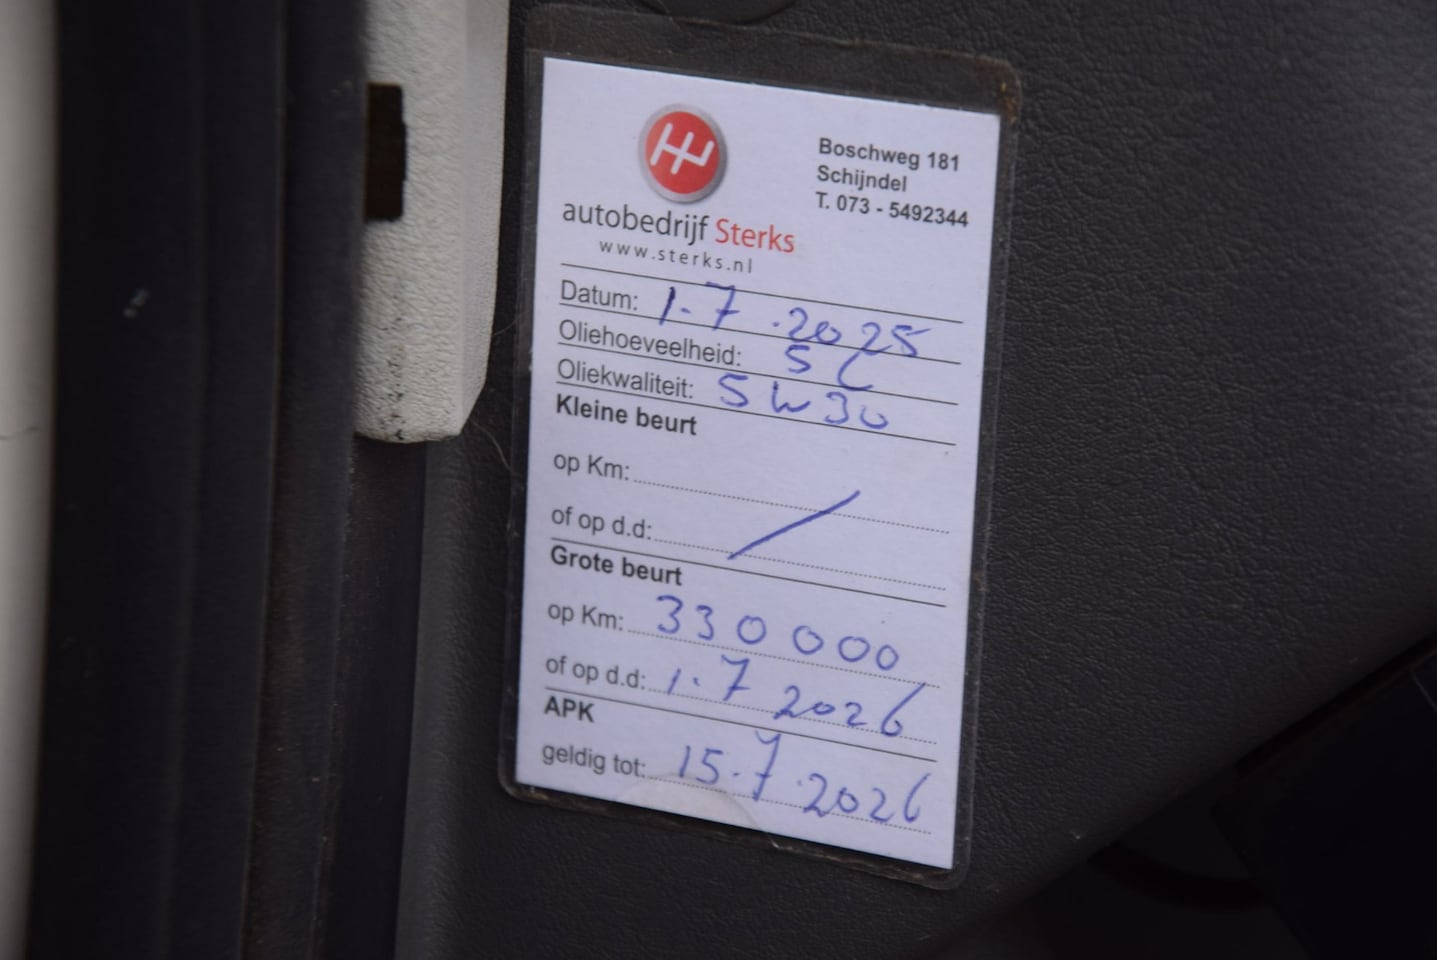 Boschweg 181
Schijndel
T. 073 - 5492344
autobedrijf Sterks
www.sterks.nl
Datum: 1-7.2025
Oliehoeveelheid: 5 L
Oliekwaliteit: 5W30
Kleine beurt
op Km:
of op d.d:
Grote beurt
op Km: 330000
of op d.d: 1.7 2026
APK
geldig tot: 15.7.2026